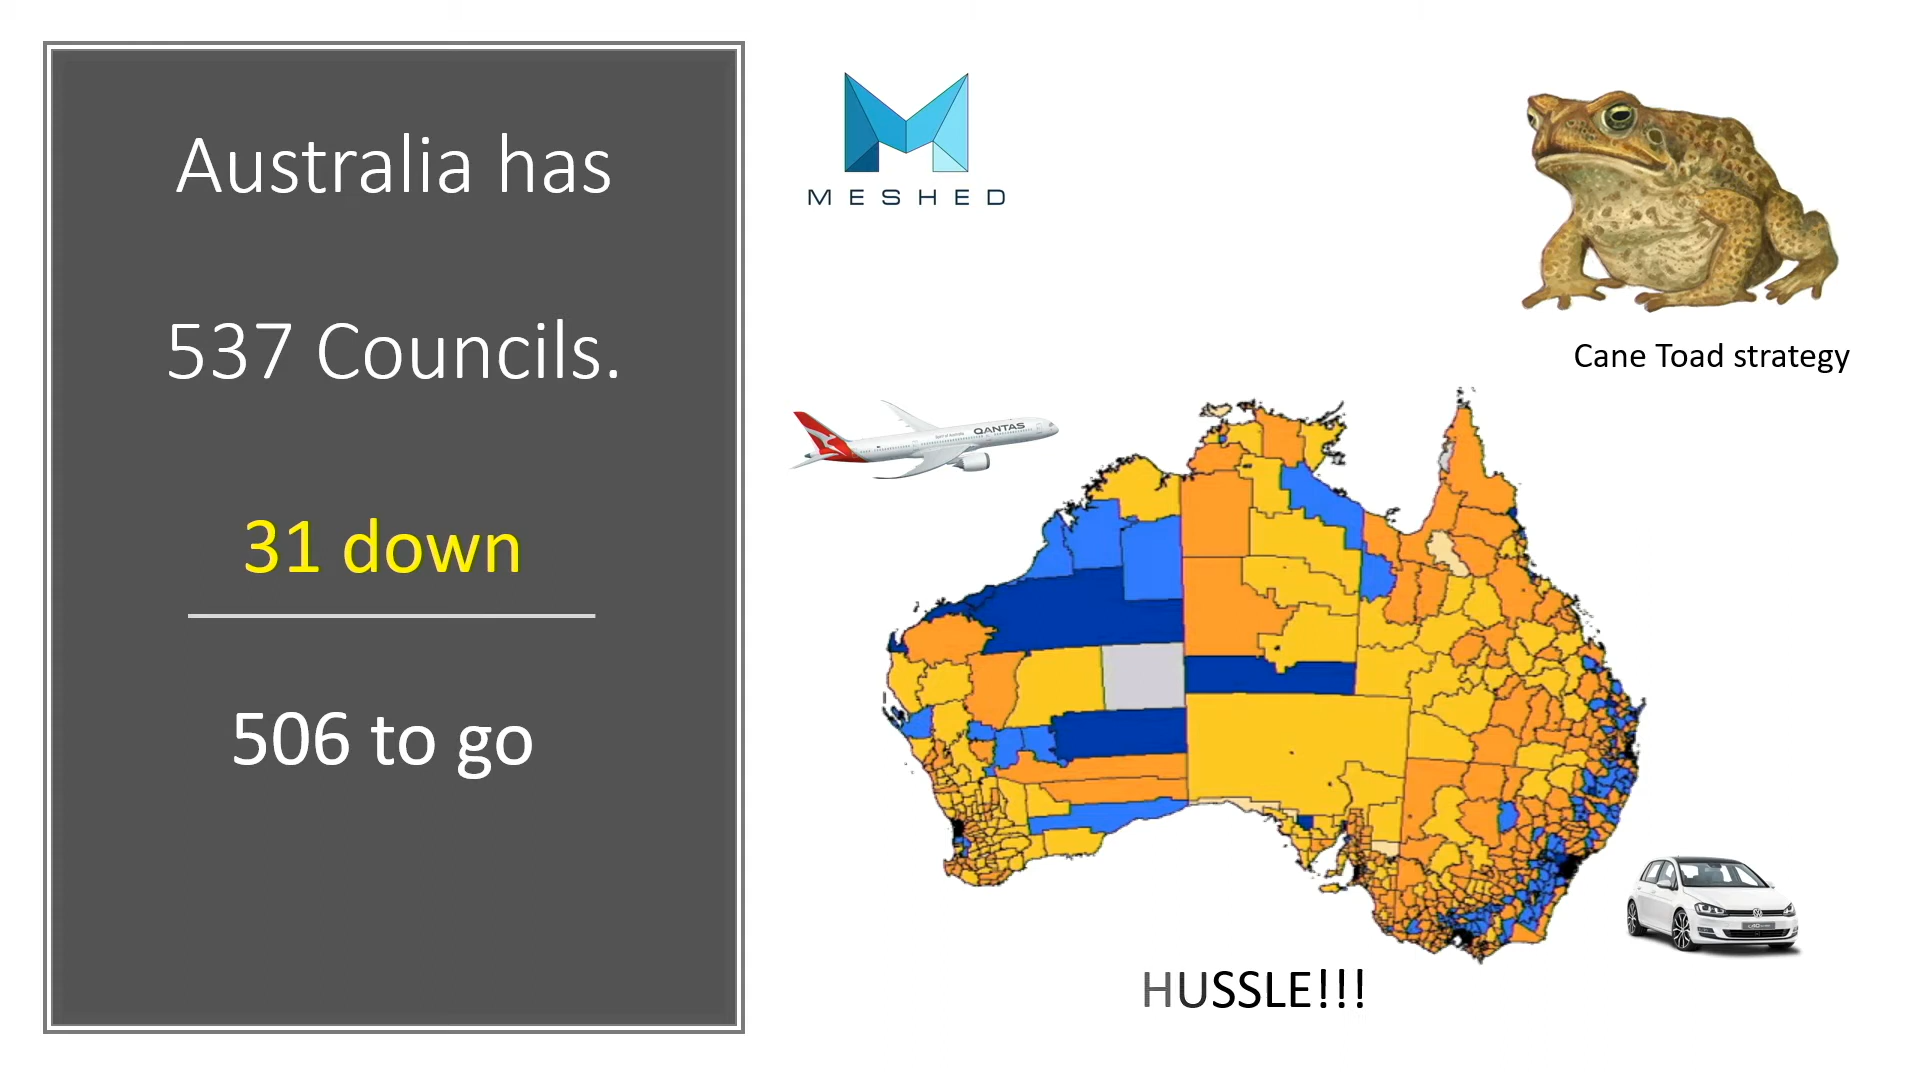 Australia has
537 Councils.
31 down
506 to go
MESHED
Cane Toad strategy
QANTAS
HUSSLE!!!